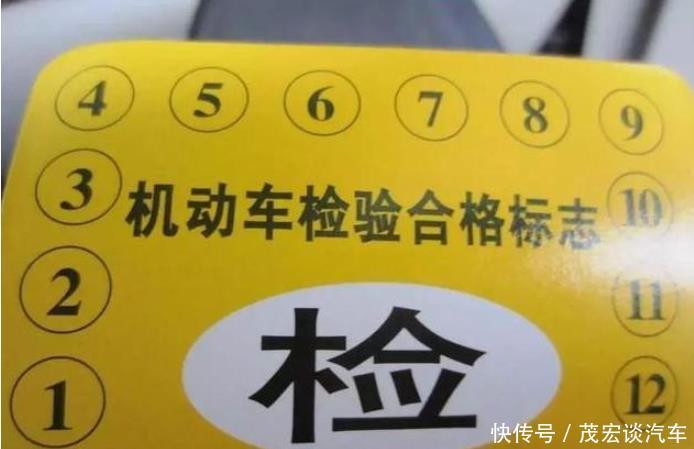 4 5 6 7 8 9
3 机动车检验合格标志 10
2 11
检
1 12
快传号 / 茂宏谈汽车